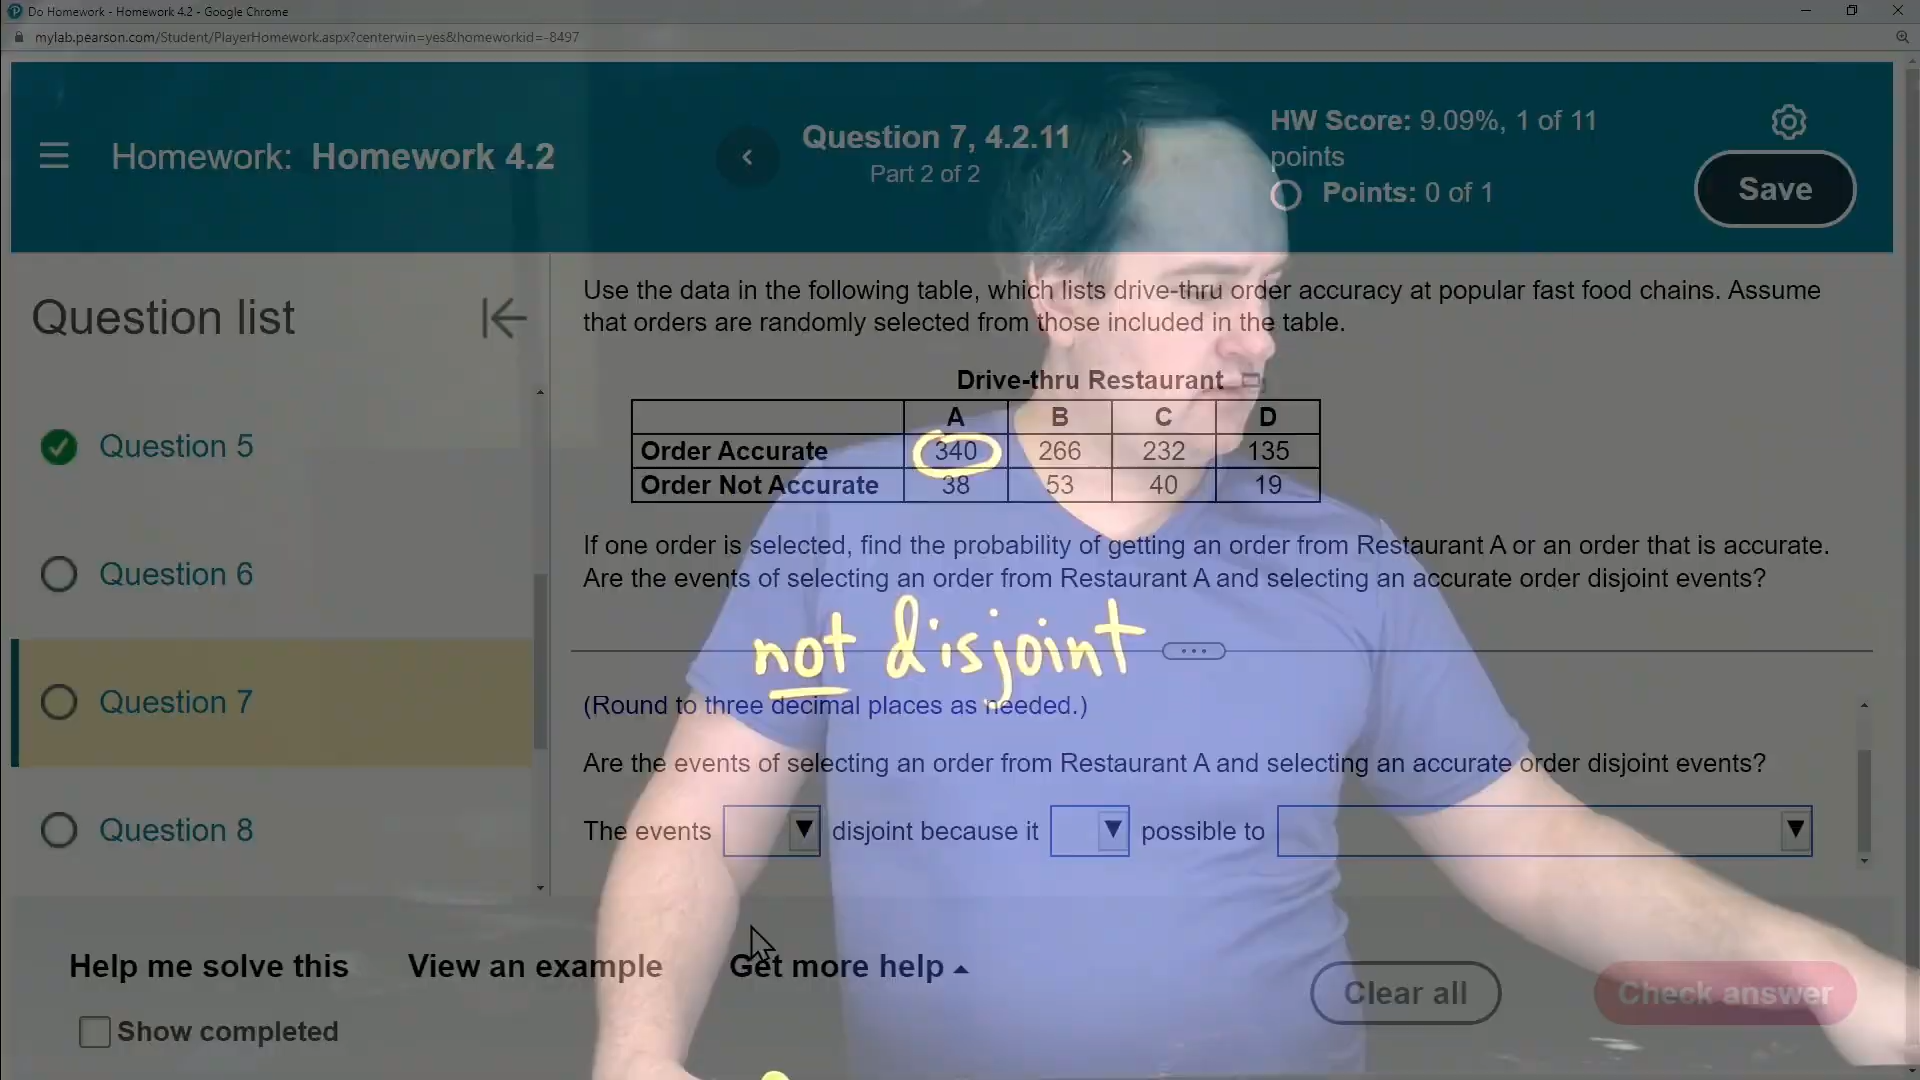 Do Homework - Homework 4.2 - Google Chrome
mylab.pearson.com/Student/PlayerHomework.aspx?centerwin=yes&homeworkid=-8497
Homework: Homework 4.2
Question 7, 4.2.11
Part 2 of 2
HW Score: 9.09%, 1 of 11
points
Points: 0 of 1
Save
Question list
Question 5
Question 6
Question 7
Question 8
Use the data in the following table, which lists drive-thru order accuracy at popular fast food chains. Assume
that orders are randomly selected from those included in the table.
Drive-thru Restaurant
A B C D
Order Accurate 340 266 232 135
Order Not Accurate 38 53 40 19
If one order is selected, find the probability of getting an order from Restaurant A or an order that is accurate.
Are the events of selecting an order from Restaurant A and selecting an accurate order disjoint events?
not disjoint
(Round to three decimal places as needed.)
Are the events of selecting an order from Restaurant A and selecting an accurate order disjoint events?
The events disjoint because it possible to
Help me solve this
View an example
Get more help
Clear all
Check answer
Show completed